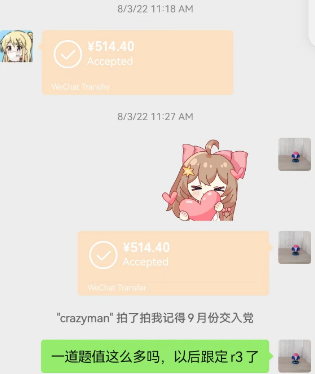 8/3/22 11:18 AM
¥514.40
Accepted
WeChat Transfer
8/3/22 11:27 AM
¥514.40
Accepted
WeChat Transfer
"crazyman" 拍了拍我记得９月份交入党
一道题值这么多吗，以后跟定 r3 了